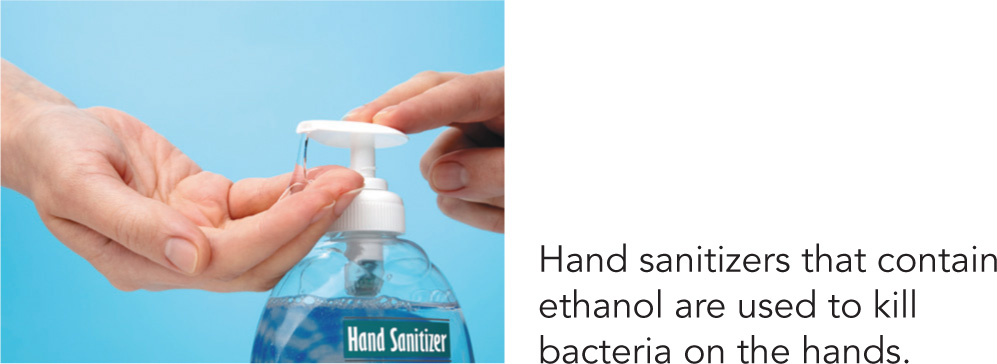 Hand Sanitizer
Hand sanitizers that contain
ethanol are used to kill
bacteria on the hands.